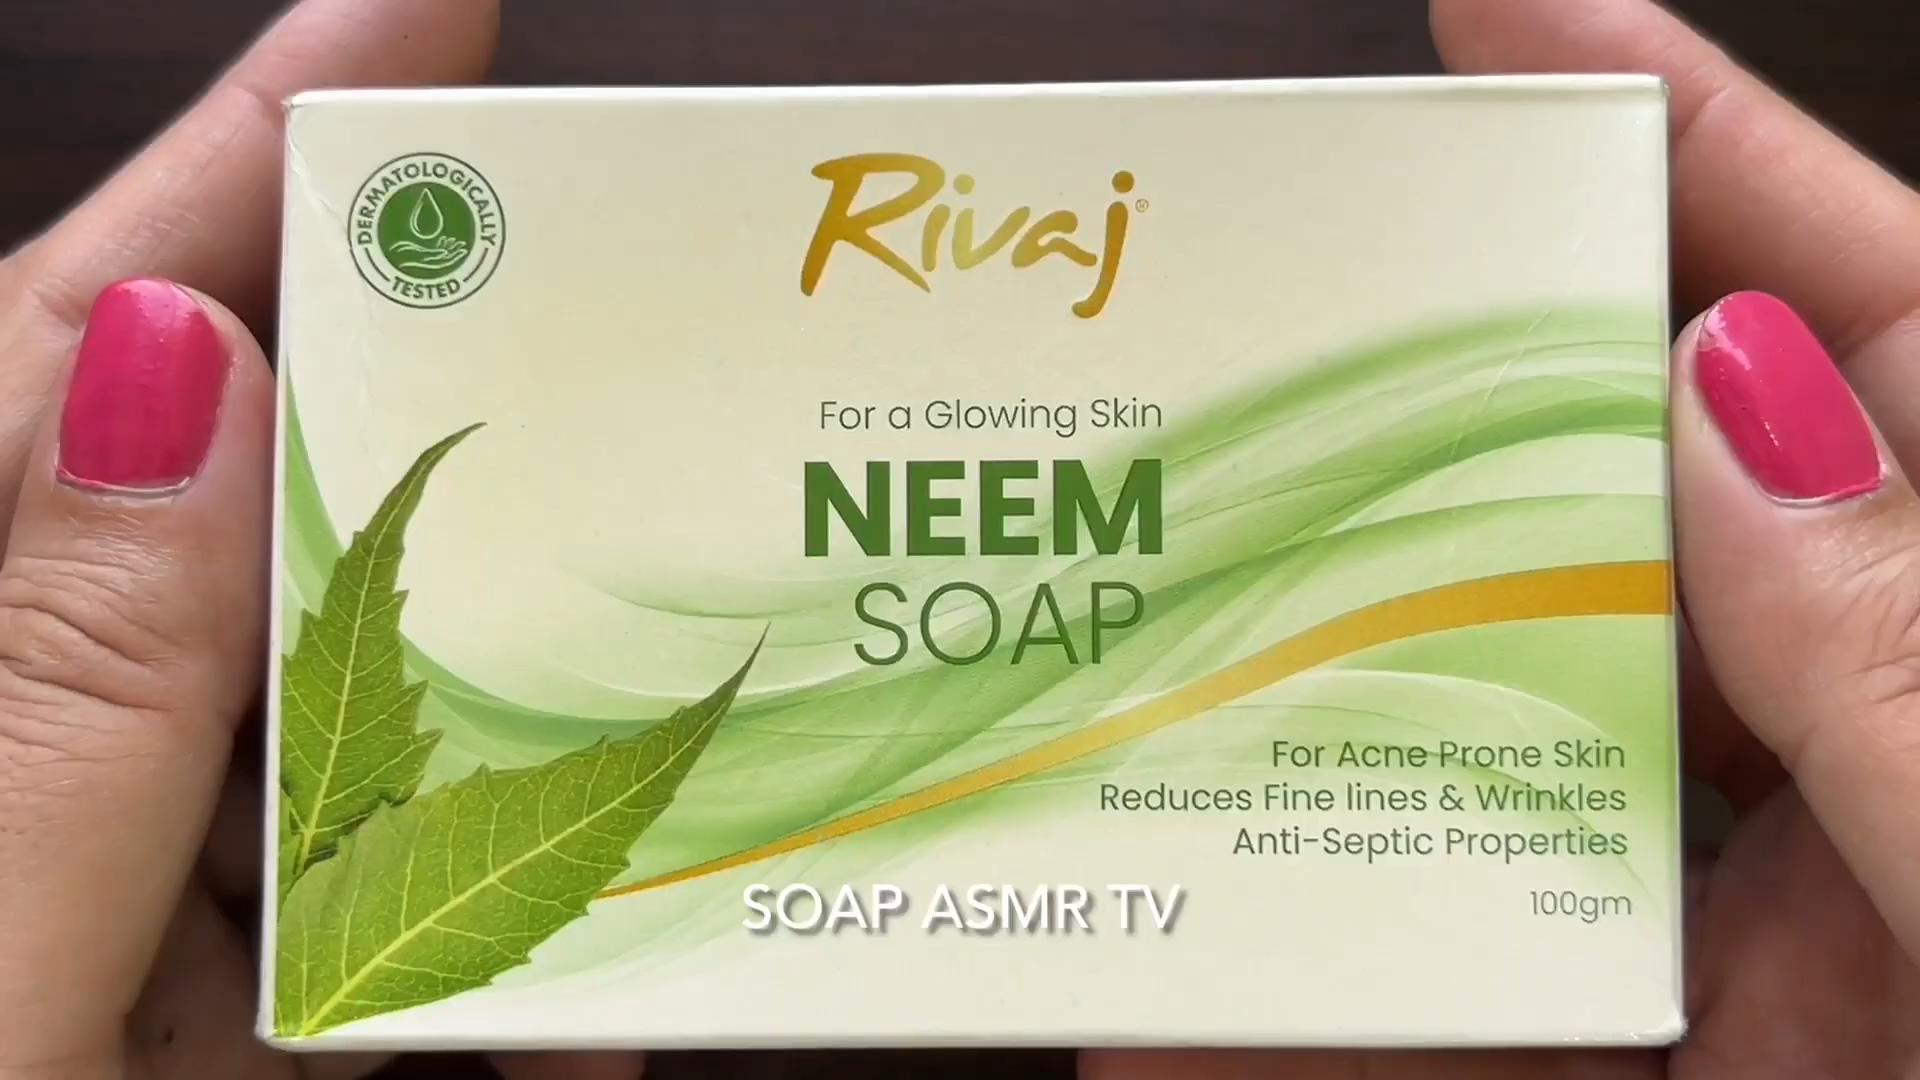 DERMATOLOGICALLY
TESTED
Rivaj®
For a Glowing Skin
NEEM
SOAP
For Acne Prone Skin
Reduces Fine lines & Wrinkles
Anti-Septic Properties
100gm
SOAP ASMR TV